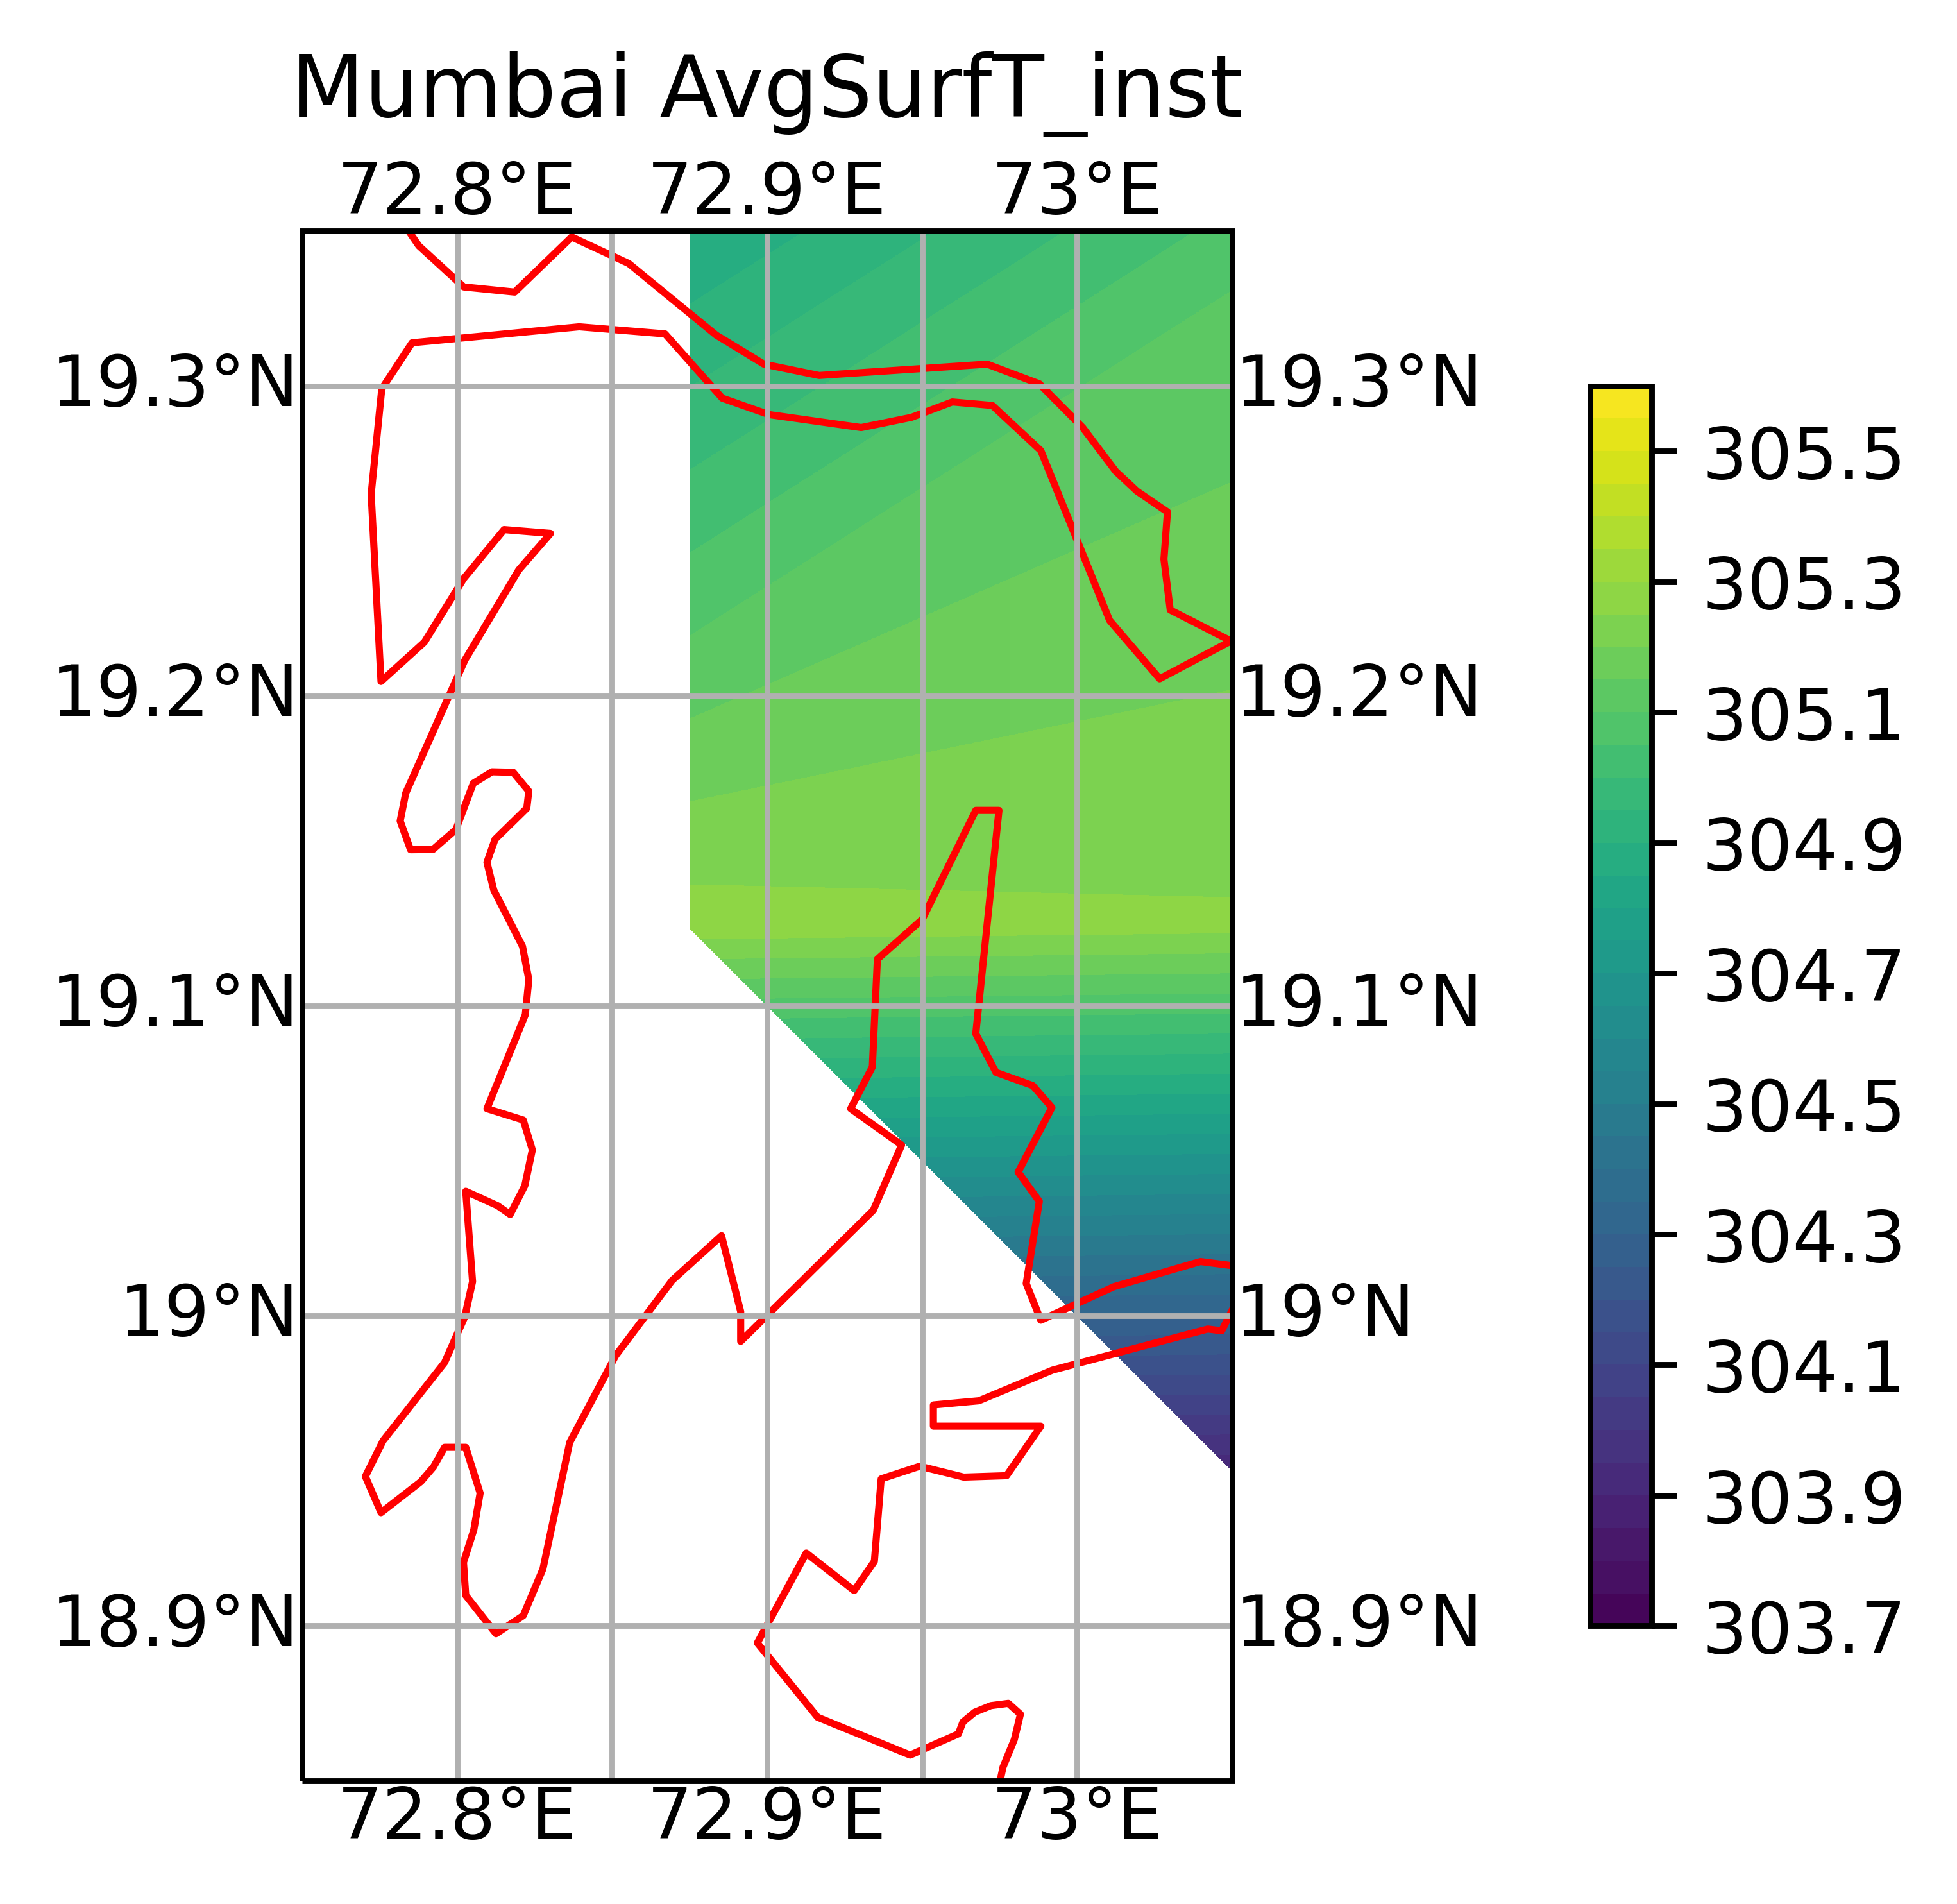 Mumbai AvgSurfT_inst
72.8°E 72.9°E 73°E
19.3°N 19.3°N
19.2°N 19.2°N
19.1°N 19.1°N
19°N 19°N
18.9°N 18.9°N
72.8°E 72.9°E 73°E
305.5
305.3
305.1
304.9
304.7
304.5
304.3
304.1
303.9
303.7